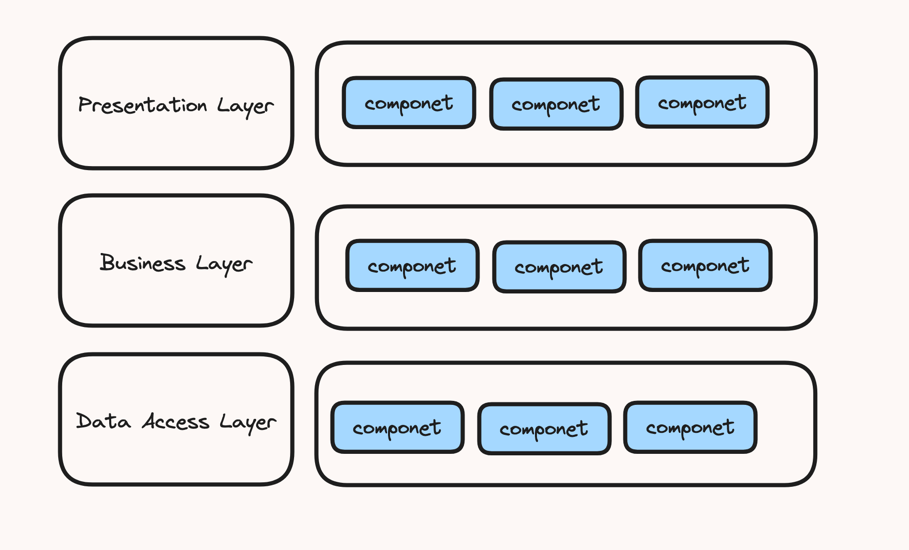 Presentation Layer
componet
componet
componet
Business Layer
componet
componet
componet
Data Access Layer
componet
componet
componet